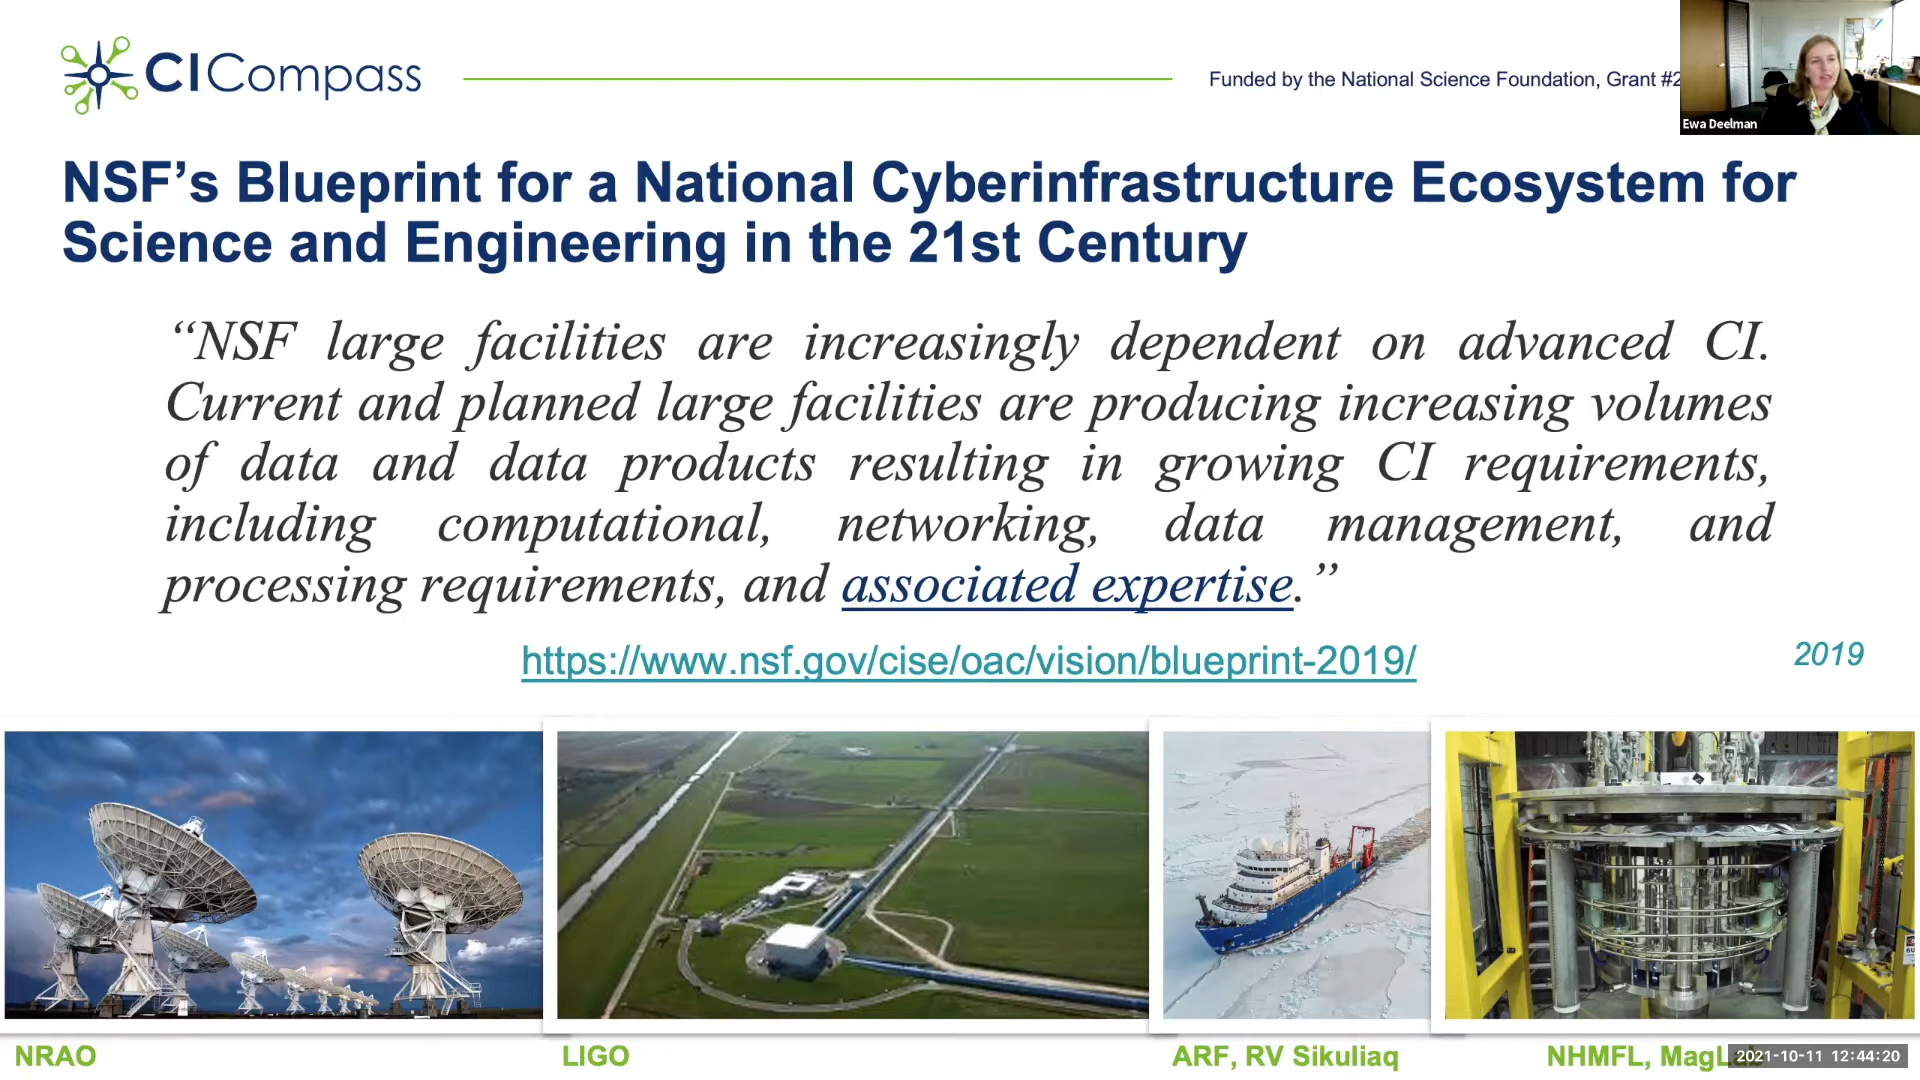 CICompass
Funded by the National Science Foundation, Grant #2
Ewa Deelman
NSF’s Blueprint for a National Cyberinfrastructure Ecosystem for
Science and Engineering in the 21st Century
“NSF large facilities are increasingly dependent on advanced CI.
Current and planned large facilities are producing increasing volumes
of data and data products resulting in growing CI requirements,
including computational, networking, data management, and
processing requirements, and associated expertise.”
https://www.nsf.gov/cise/oac/vision/blueprint-2019/
2019
NRAO
LIGO
ARF, RV Sikuliaq
NHMFL, MagLab
2021-10-11 12:44:20